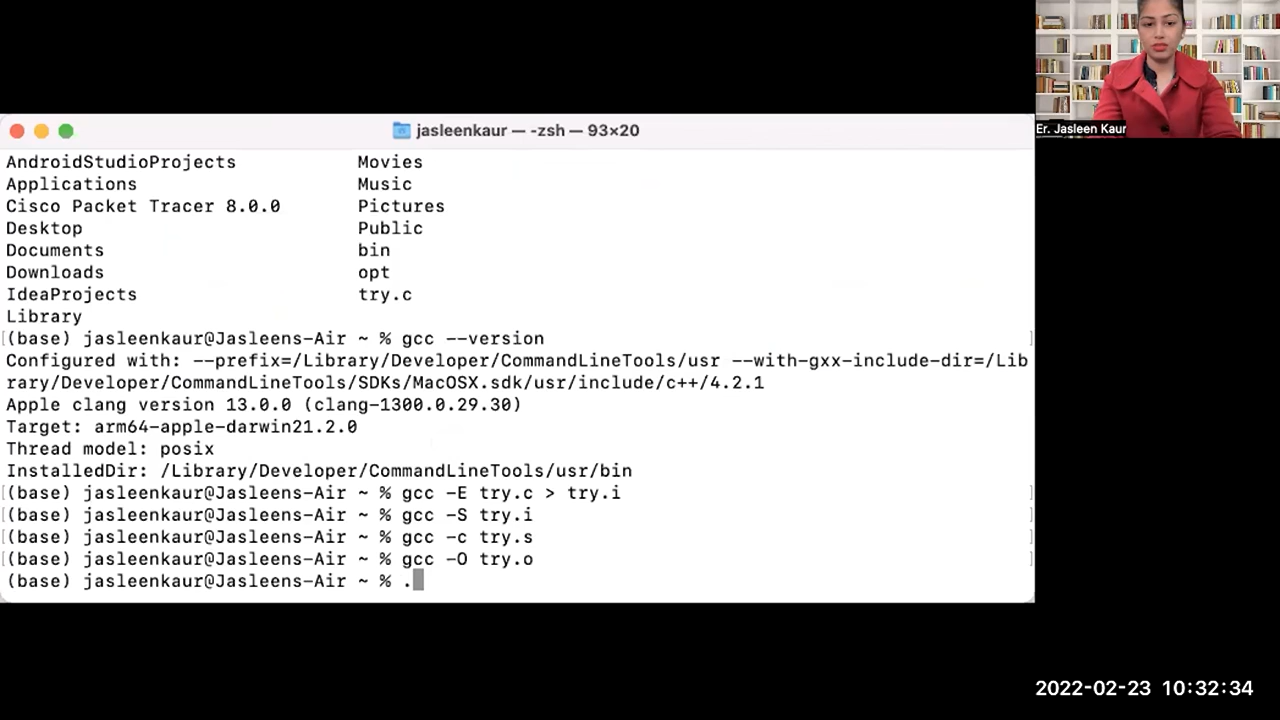 jasleenkaur — -zsh — 93×20
AndroidStudioProjects Movies
Applications Music
Cisco Packet Tracer 8.0.0 Pictures
Desktop Public
Documents bin
Downloads opt
IdeaProjects try.c
Library
[(base) jasleenkaur@Jasleens-Air ~ % gcc --version ]
Configured with: --prefix=/Library/Developer/CommandLineTools/usr --with-gxx-include-dir=/Lib
rary/Developer/CommandLineTools/SDKs/MacOSX.sdk/usr/include/c++/4.2.1
Apple clang version 13.0.0 (clang-1300.0.29.30)
Target: arm64-apple-darwin21.2.0
Thread model: posix
InstalledDir: /Library/Developer/CommandLineTools/usr/bin
[(base) jasleenkaur@Jasleens-Air ~ % gcc -E try.c > try.i ]
[(base) jasleenkaur@Jasleens-Air ~ % gcc -S try.i ]
[(base) jasleenkaur@Jasleens-Air ~ % gcc -c try.s ]
[(base) jasleenkaur@Jasleens-Air ~ % gcc -O try.o ]
(base) jasleenkaur@Jasleens-Air ~ % .
Er. Jasleen Kaur
2022-02-23 10:32:34